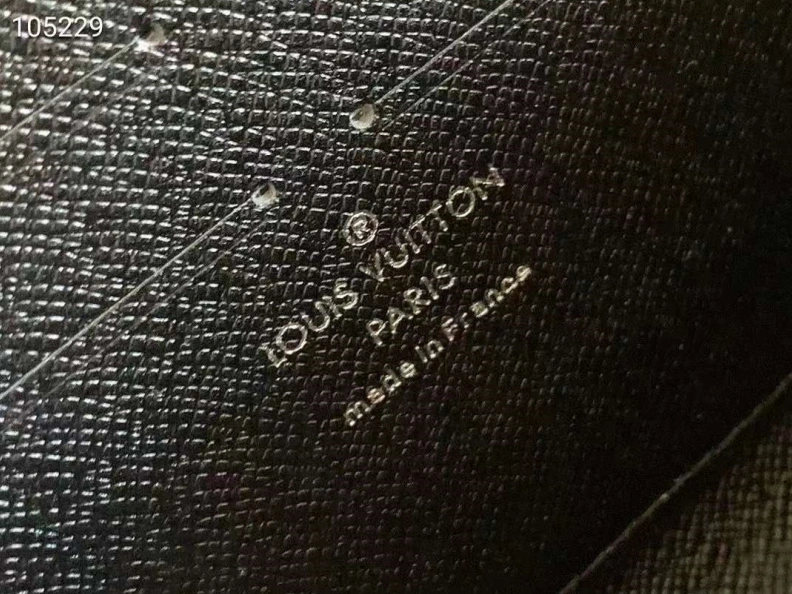 105229
®
LOUIS VUITTON
PARIS
made in France